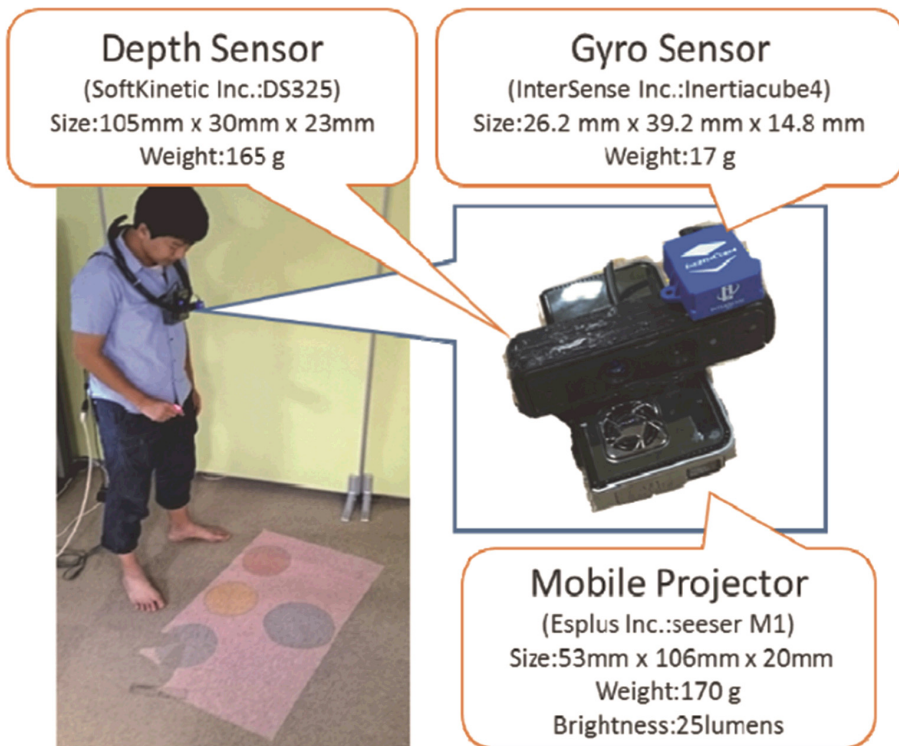 Depth Sensor
(SoftKinetic Inc.:DS325)
Size:105mm x 30mm x 23mm
Weight:165 g
Gyro Sensor
(InterSense Inc.:Inertiacube4)
Size:26.2 mm x 39.2 mm x 14.8 mm
Weight:17 g
Mobile Projector
(Esplus Inc.:seeser M1)
Size:53mm x 106mm x 20mm
Weight:170 g
Brightness:25lumens